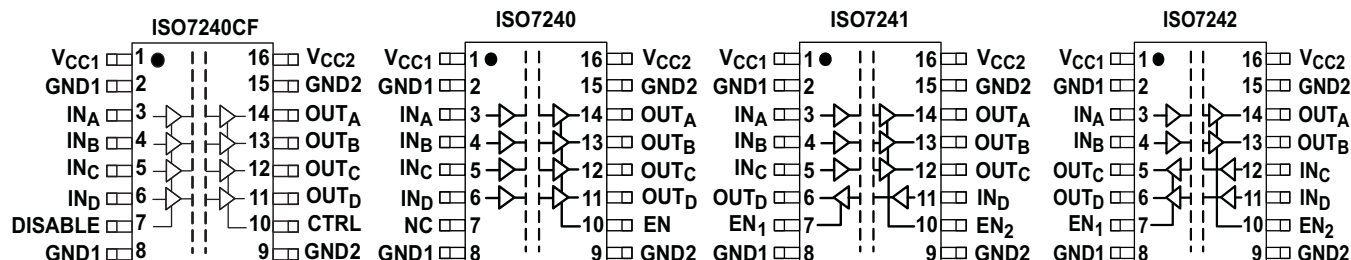 ISO7240CF
VCC1 1 16 VCC2
GND1 2 15 GND2
INA 3 14 OUTA
INB 4 13 OUTB
INC 5 12 OUTC
IND 6 11 OUTD
DISABLE 7 10 CTRL
GND1 8 9 GND2
ISO7240
VCC1 1 16 VCC2
GND1 2 15 GND2
INA 3 14 OUTA
INB 4 13 OUTB
INC 5 12 OUTC
IND 6 11 OUTD
NC 7 10 EN
GND1 8 9 GND2
ISO7241
VCC1 1 16 VCC2
GND1 2 15 GND2
INA 3 14 OUTA
INB 4 13 OUTB
INC 5 12 OUTC
OUTD 6 11 IND
EN1 7 10 EN2
GND1 8 9 GND2
ISO7242
VCC1 1 16 VCC2
GND1 2 15 GND2
INA 3 14 OUTA
INB 4 13 OUTB
OUTC 5 12 INC
OUTD 6 11 IND
EN1 7 10 EN2
GND1 8 9 GND2